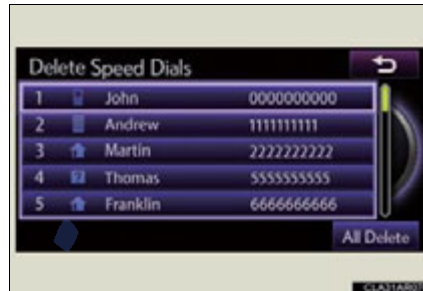 Delete Speed Dials
1 John 0000000000
2 Andrew 1111111111
3 Martin 2222222222
4 Thomas 5555555555
5 Franklin 6666666666
All Delete
CLA31AR07